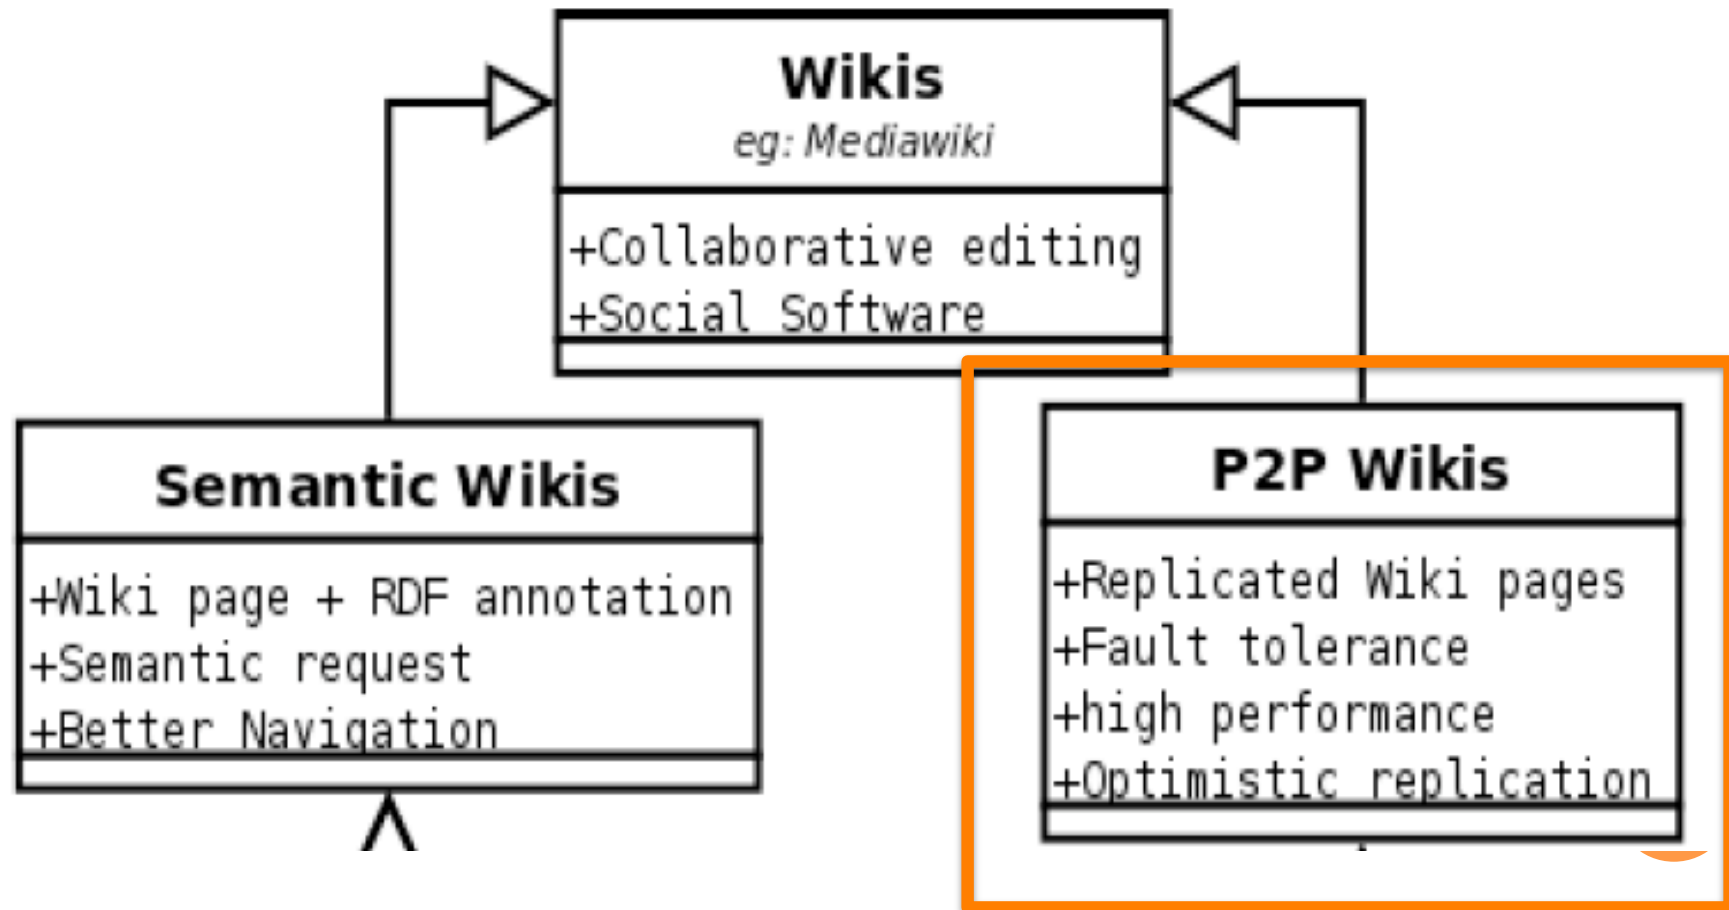 Wikis
eg: Mediawiki
+Collaborative editing
+Social Software
Semantic Wikis
+Wiki page + RDF annotation
+Semantic request
+Better Navigation
P2P Wikis
+Replicated Wiki pages
+Fault tolerance
+high performance
+Optimistic replication